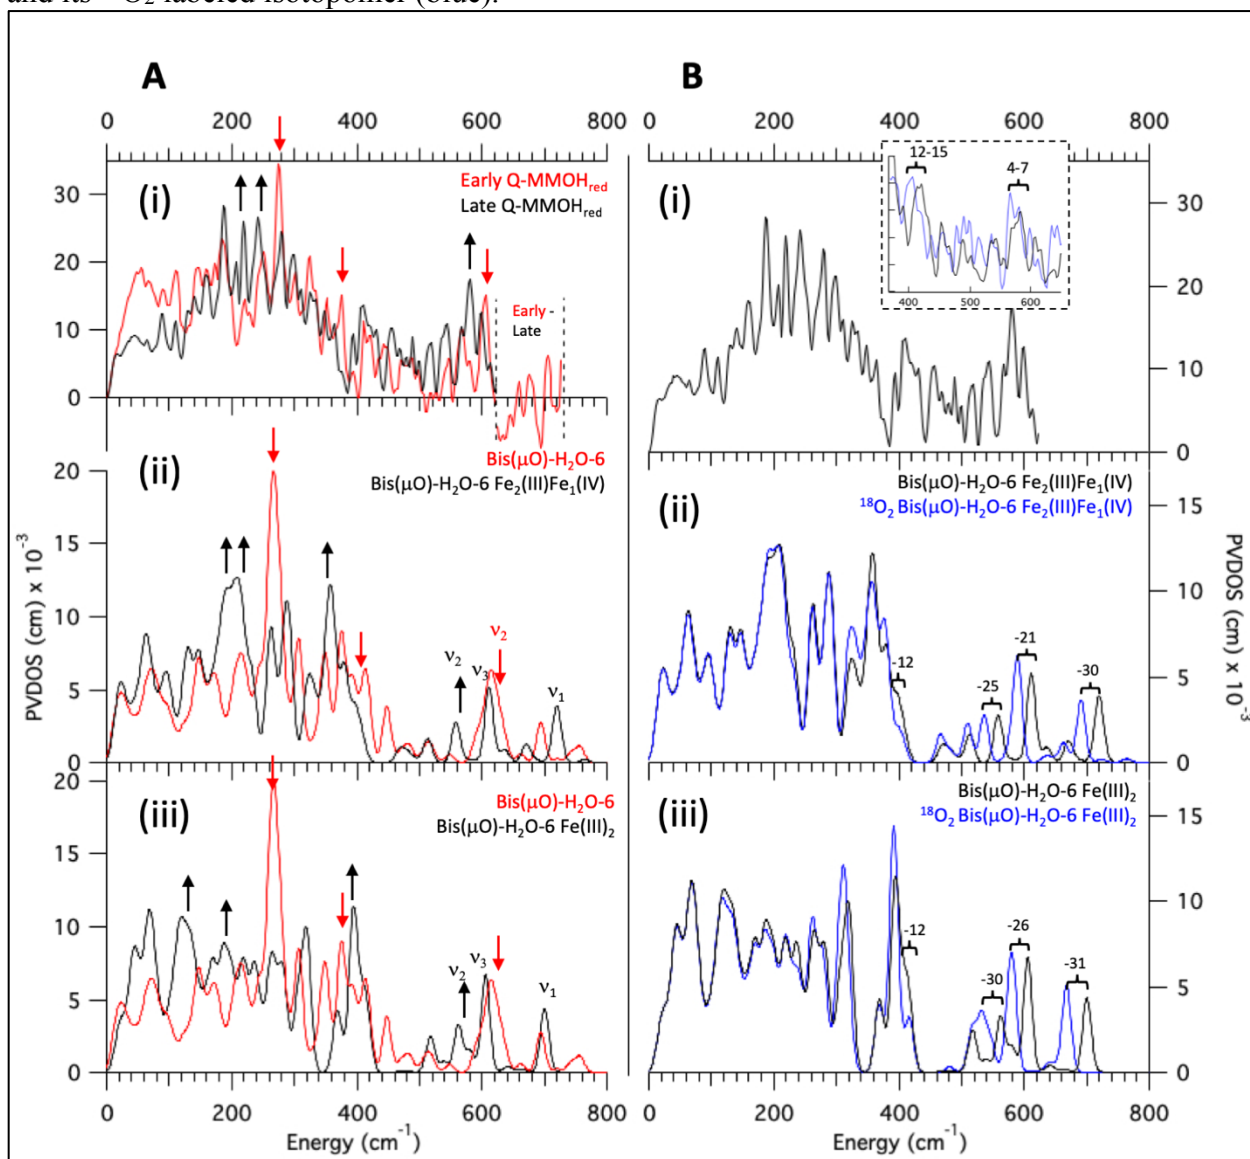 and its ¹⁸O₂ labeled isotopomer (blue).
A
B
0 200 400 600 800
0 200 400 600 800
(i)
Early Q-MMOH_red
Late Q-MMOH_red
Early -
Late
30
20
10
0
(i)
12-15
4-7
400 500 600
30
20
10
0
(ii)
Bis(μO)-H₂O-6
Bis(μO)-H₂O-6 Fe₂(III)Fe₁(IV)
ν₂
ν₃
ν₂
ν₁
20
15
10
5
0
(ii)
Bis(μO)-H₂O-6 Fe₂(III)Fe₁(IV)
¹⁸O₂ Bis(μO)-H₂O-6 Fe₂(III)Fe₁(IV)
-12
-25
-21
-30
15
10
5
0
PVDOS (cm) x 10⁻³
PVDOS (cm) x 10⁻³
(iii)
Bis(μO)-H₂O-6
Bis(μO)-H₂O-6 Fe(III)₂
ν₂
ν₃
ν₁
20
15
10
5
0
(iii)
Bis(μO)-H₂O-6 Fe(III)₂
¹⁸O₂ Bis(μO)-H₂O-6 Fe(III)₂
-12
-30
-26
-31
15
10
5
0
0 200 400 600 800
0 200 400 600 800
Energy (cm⁻¹)
Energy (cm⁻¹)